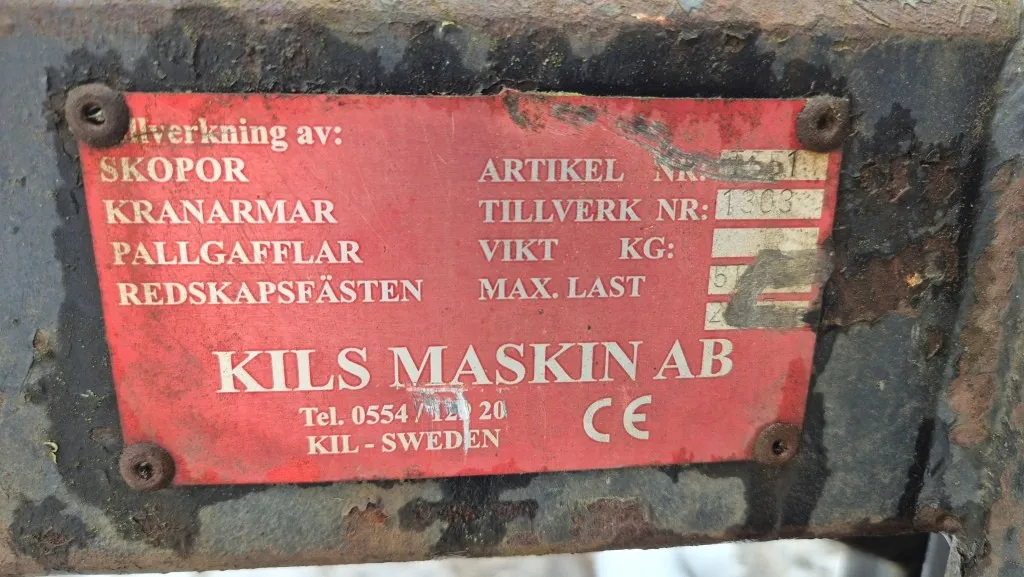 Tillverkning av:
SKOPOR
KRANARMAR
PALLGAFFLAR
REDSKAPSFÄSTEN
ARTIKEL NR:
TILLVERK NR: 1303
VIKT KG:
MAX. LAST
KILS MASKIN AB
Tel. 0554 / 20
KIL - SWEDEN
CE